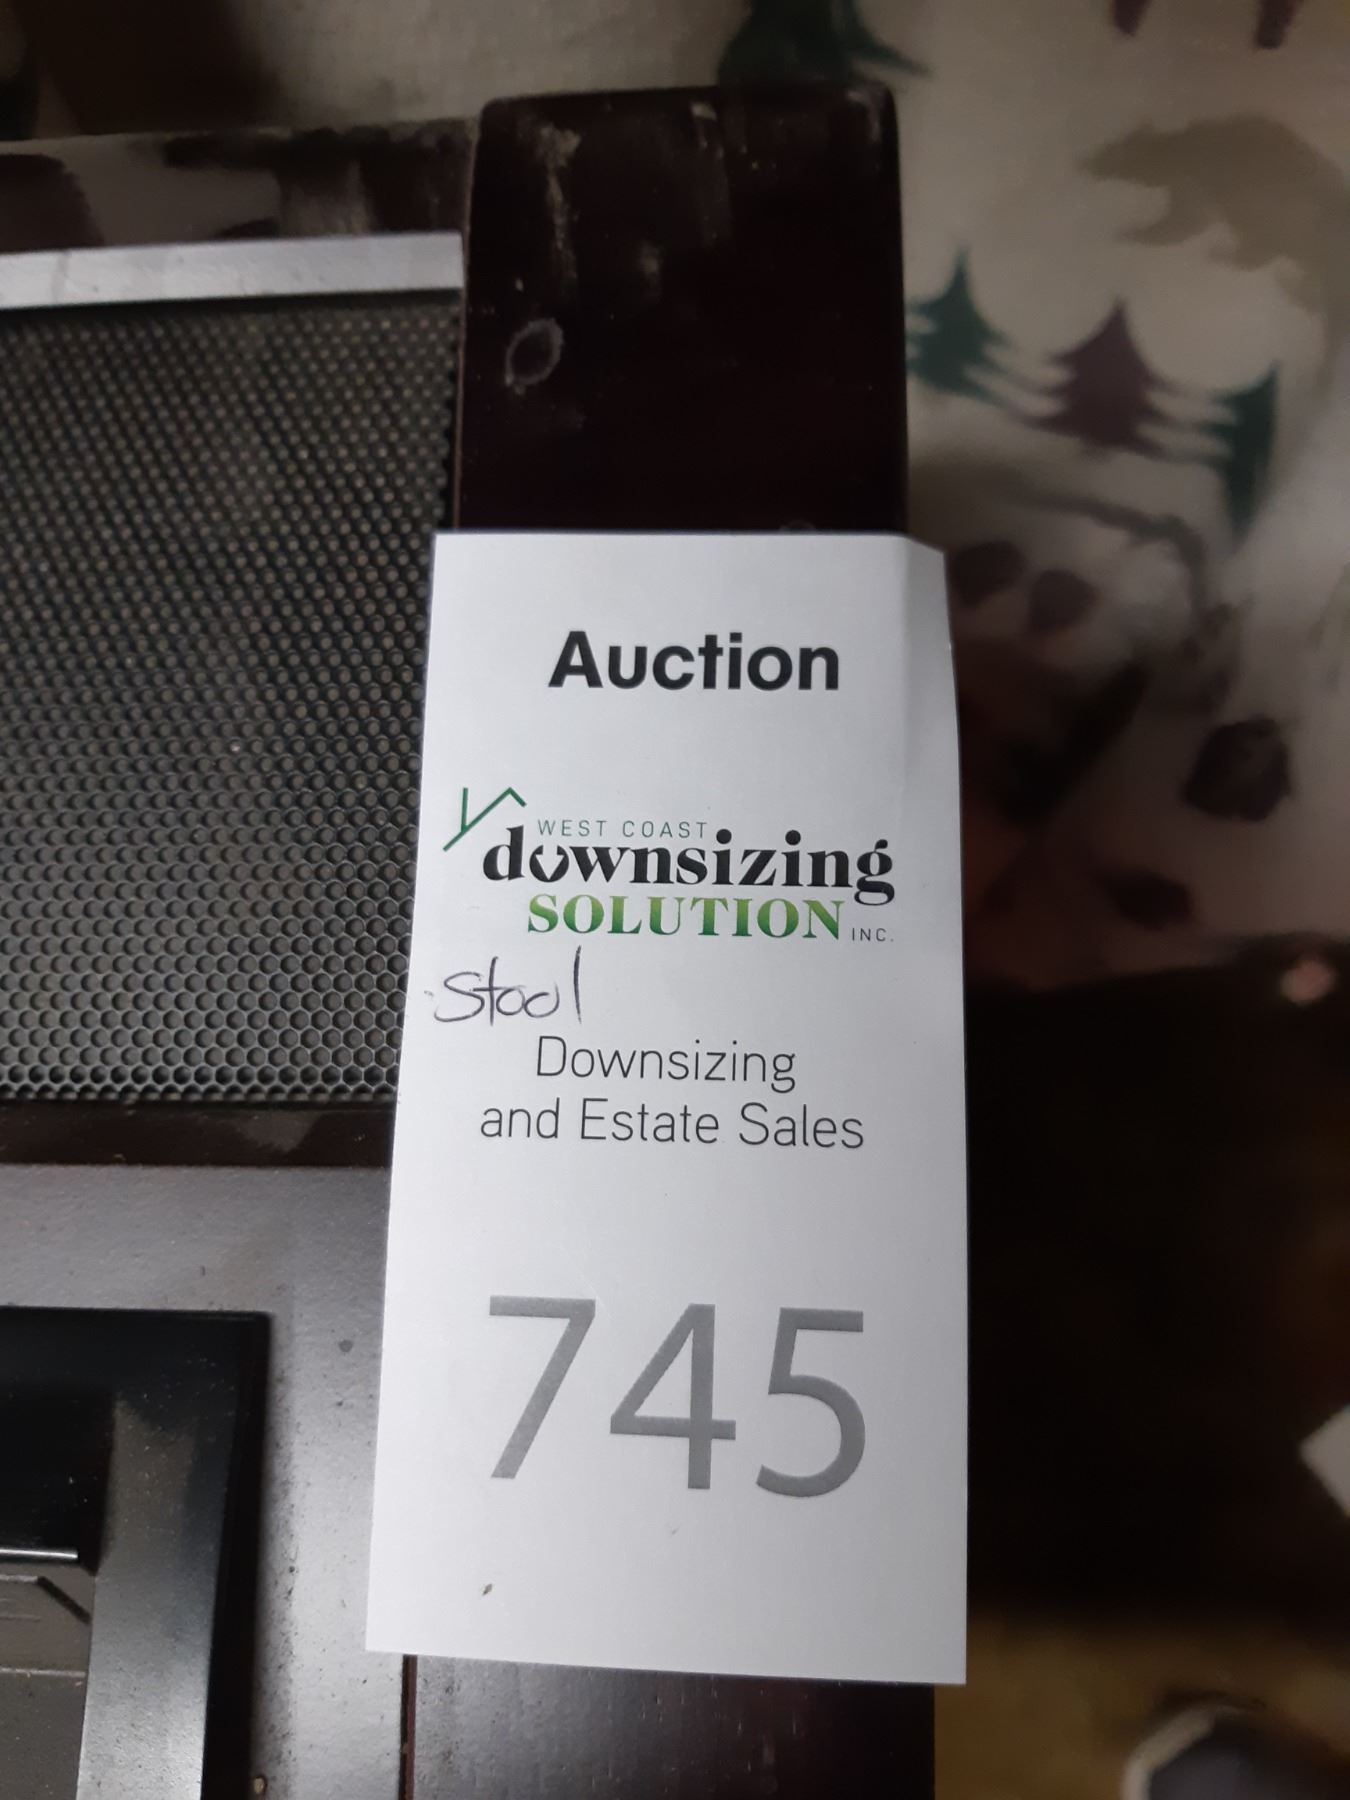 Auction
WEST COAST
downsizing
SOLUTION INC.
Stool
Downsizing
and Estate Sales
745